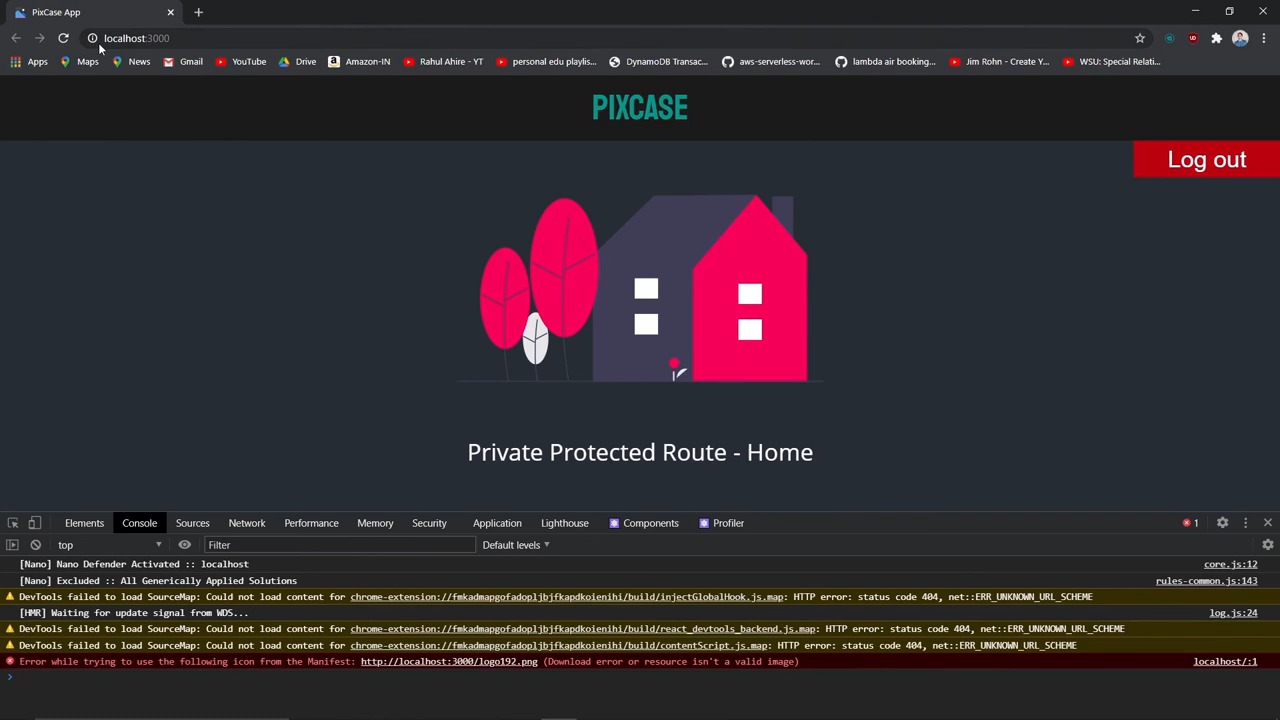 PixCase App
localhost:3000
Apps Maps News Gmail YouTube Drive Amazon-IN Rahul Ahire - YT personal edu playlis... DynamoDB Transac... aws-serverless-wor... lambda air booking... Jim Rohn - Create Y... WSU: Special Relati...
PIXCASE
Log out
Private Protected Route - Home
Elements Console Sources Network Performance Memory Security Application Lighthouse Components Profiler 1
top Filter Default levels
[Nano] Nano Defender Activated :: localhost core.js:12
[Nano] Excluded :: All Generically Applied Solutions rules-common.js:143
DevTools failed to load SourceMap: Could not load content for chrome-extension://fmkadmapgofadopljbjfkapdkoienihi/build/injectGlobalHook.js.map: HTTP error: status code 404, net::ERR_UNKNOWN_URL_SCHEME
[HMR] Waiting for update signal from WDS... log.js:24
DevTools failed to load SourceMap: Could not load content for chrome-extension://fmkadmapgofadopljbjfkapdkoienihi/build/react_devtools_backend.js.map: HTTP error: status code 404, net::ERR_UNKNOWN_URL_SCHEME
DevTools failed to load SourceMap: Could not load content for chrome-extension://fmkadmapgofadopljbjfkapdkoienihi/build/contentScript.js.map: HTTP error: status code 404, net::ERR_UNKNOWN_URL_SCHEME
Error while trying to use the following icon from the Manifest: http://localhost:3000/logo192.png (Download error or resource isn't a valid image) localhost/:1